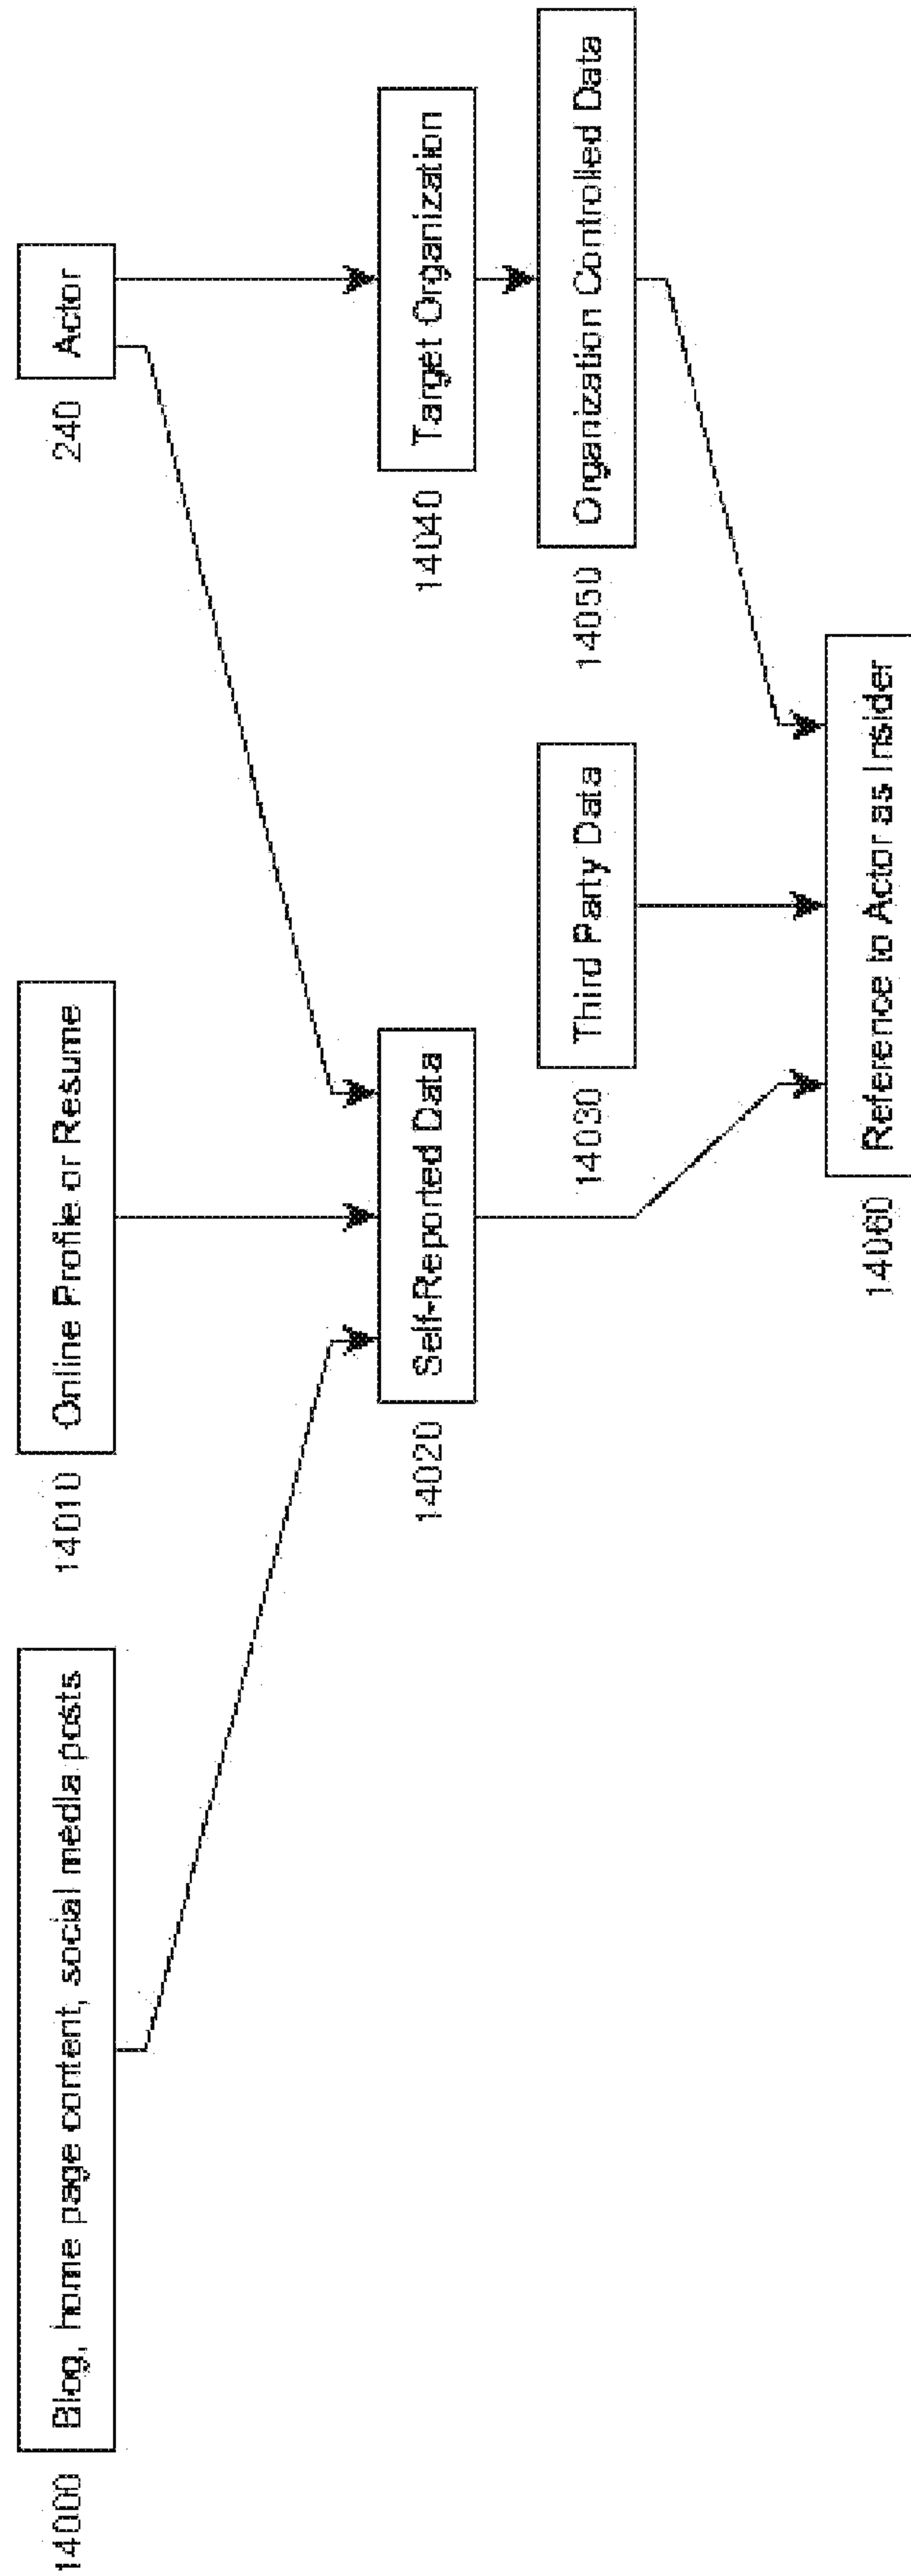 14000
Blog, home page content, social media posts
14010
Online Profile or Resume
240
Actor
14020
Self-Reported Data
14040
Target Organization
14030
Third Party Data
14050
Organization Controlled Data
14060
Reference to Actor as Insider